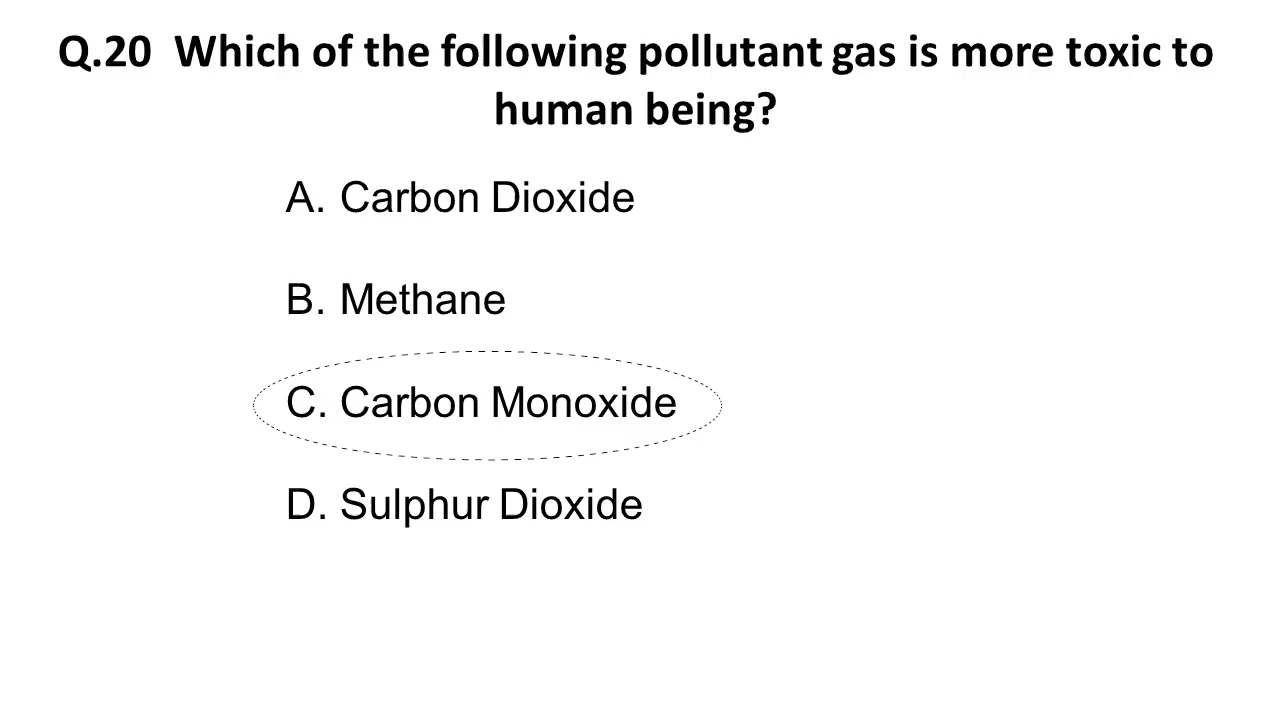 Q.20 Which of the following pollutant gas is more toxic to
human being?
A. Carbon Dioxide
B. Methane
C. Carbon Monoxide
D. Sulphur Dioxide